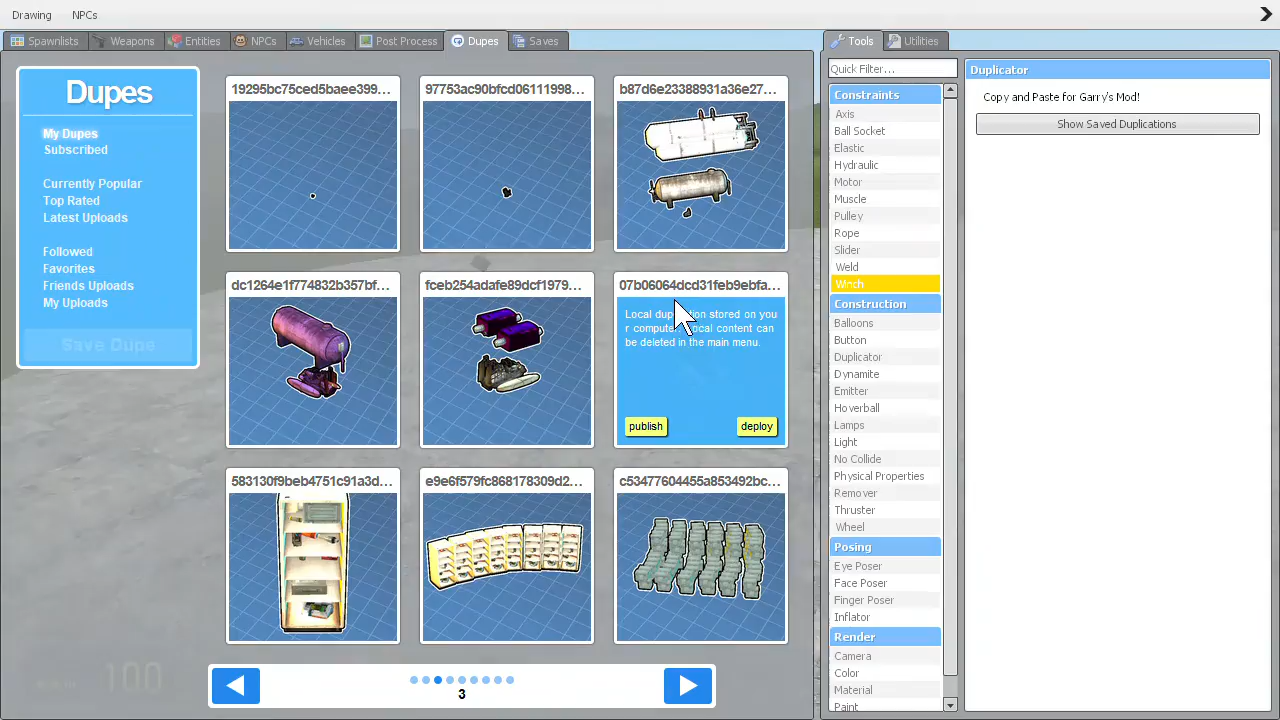 Drawing NPCs
Spawnlists Weapons Entities NPCs Vehicles Post Process Dupes Saves
Tools Utilities
Dupes
My Dupes
Subscribed
Currently Popular
Top Rated
Latest Uploads
Followed
Favorites
Friends Uploads
My Uploads
Save Dupe
19295bc75ced5baee399...
97753ac90bfcd06111998...
b87d6e23388931a36e27...
dc1264e1f774832b357bf...
fceb254adafe89dcf1979...
07b06064dcd31feb9ebfa...
Local stored on you
r can
be deleted in the main menu.
publish deploy
583130f9beb4751c91a3d...
e9e6f579fc868178309d2...
c53477604455a853492bc...
3
100
Quick Filter...
Constraints
Axis
Ball Socket
Elastic
Hydraulic
Motor
Muscle
Pulley
Rope
Slider
Weld
Winch
Construction
Balloons
Button
Duplicator
Dynamite
Emitter
Hoverball
Lamps
Light
No Collide
Physical Properties
Remover
Thruster
Wheel
Posing
Eye Poser
Face Poser
Finger Poser
Inflator
Render
Camera
Color
Material
Paint
Duplicator
Copy and Paste for Garry's Mod!
Show Saved Duplications